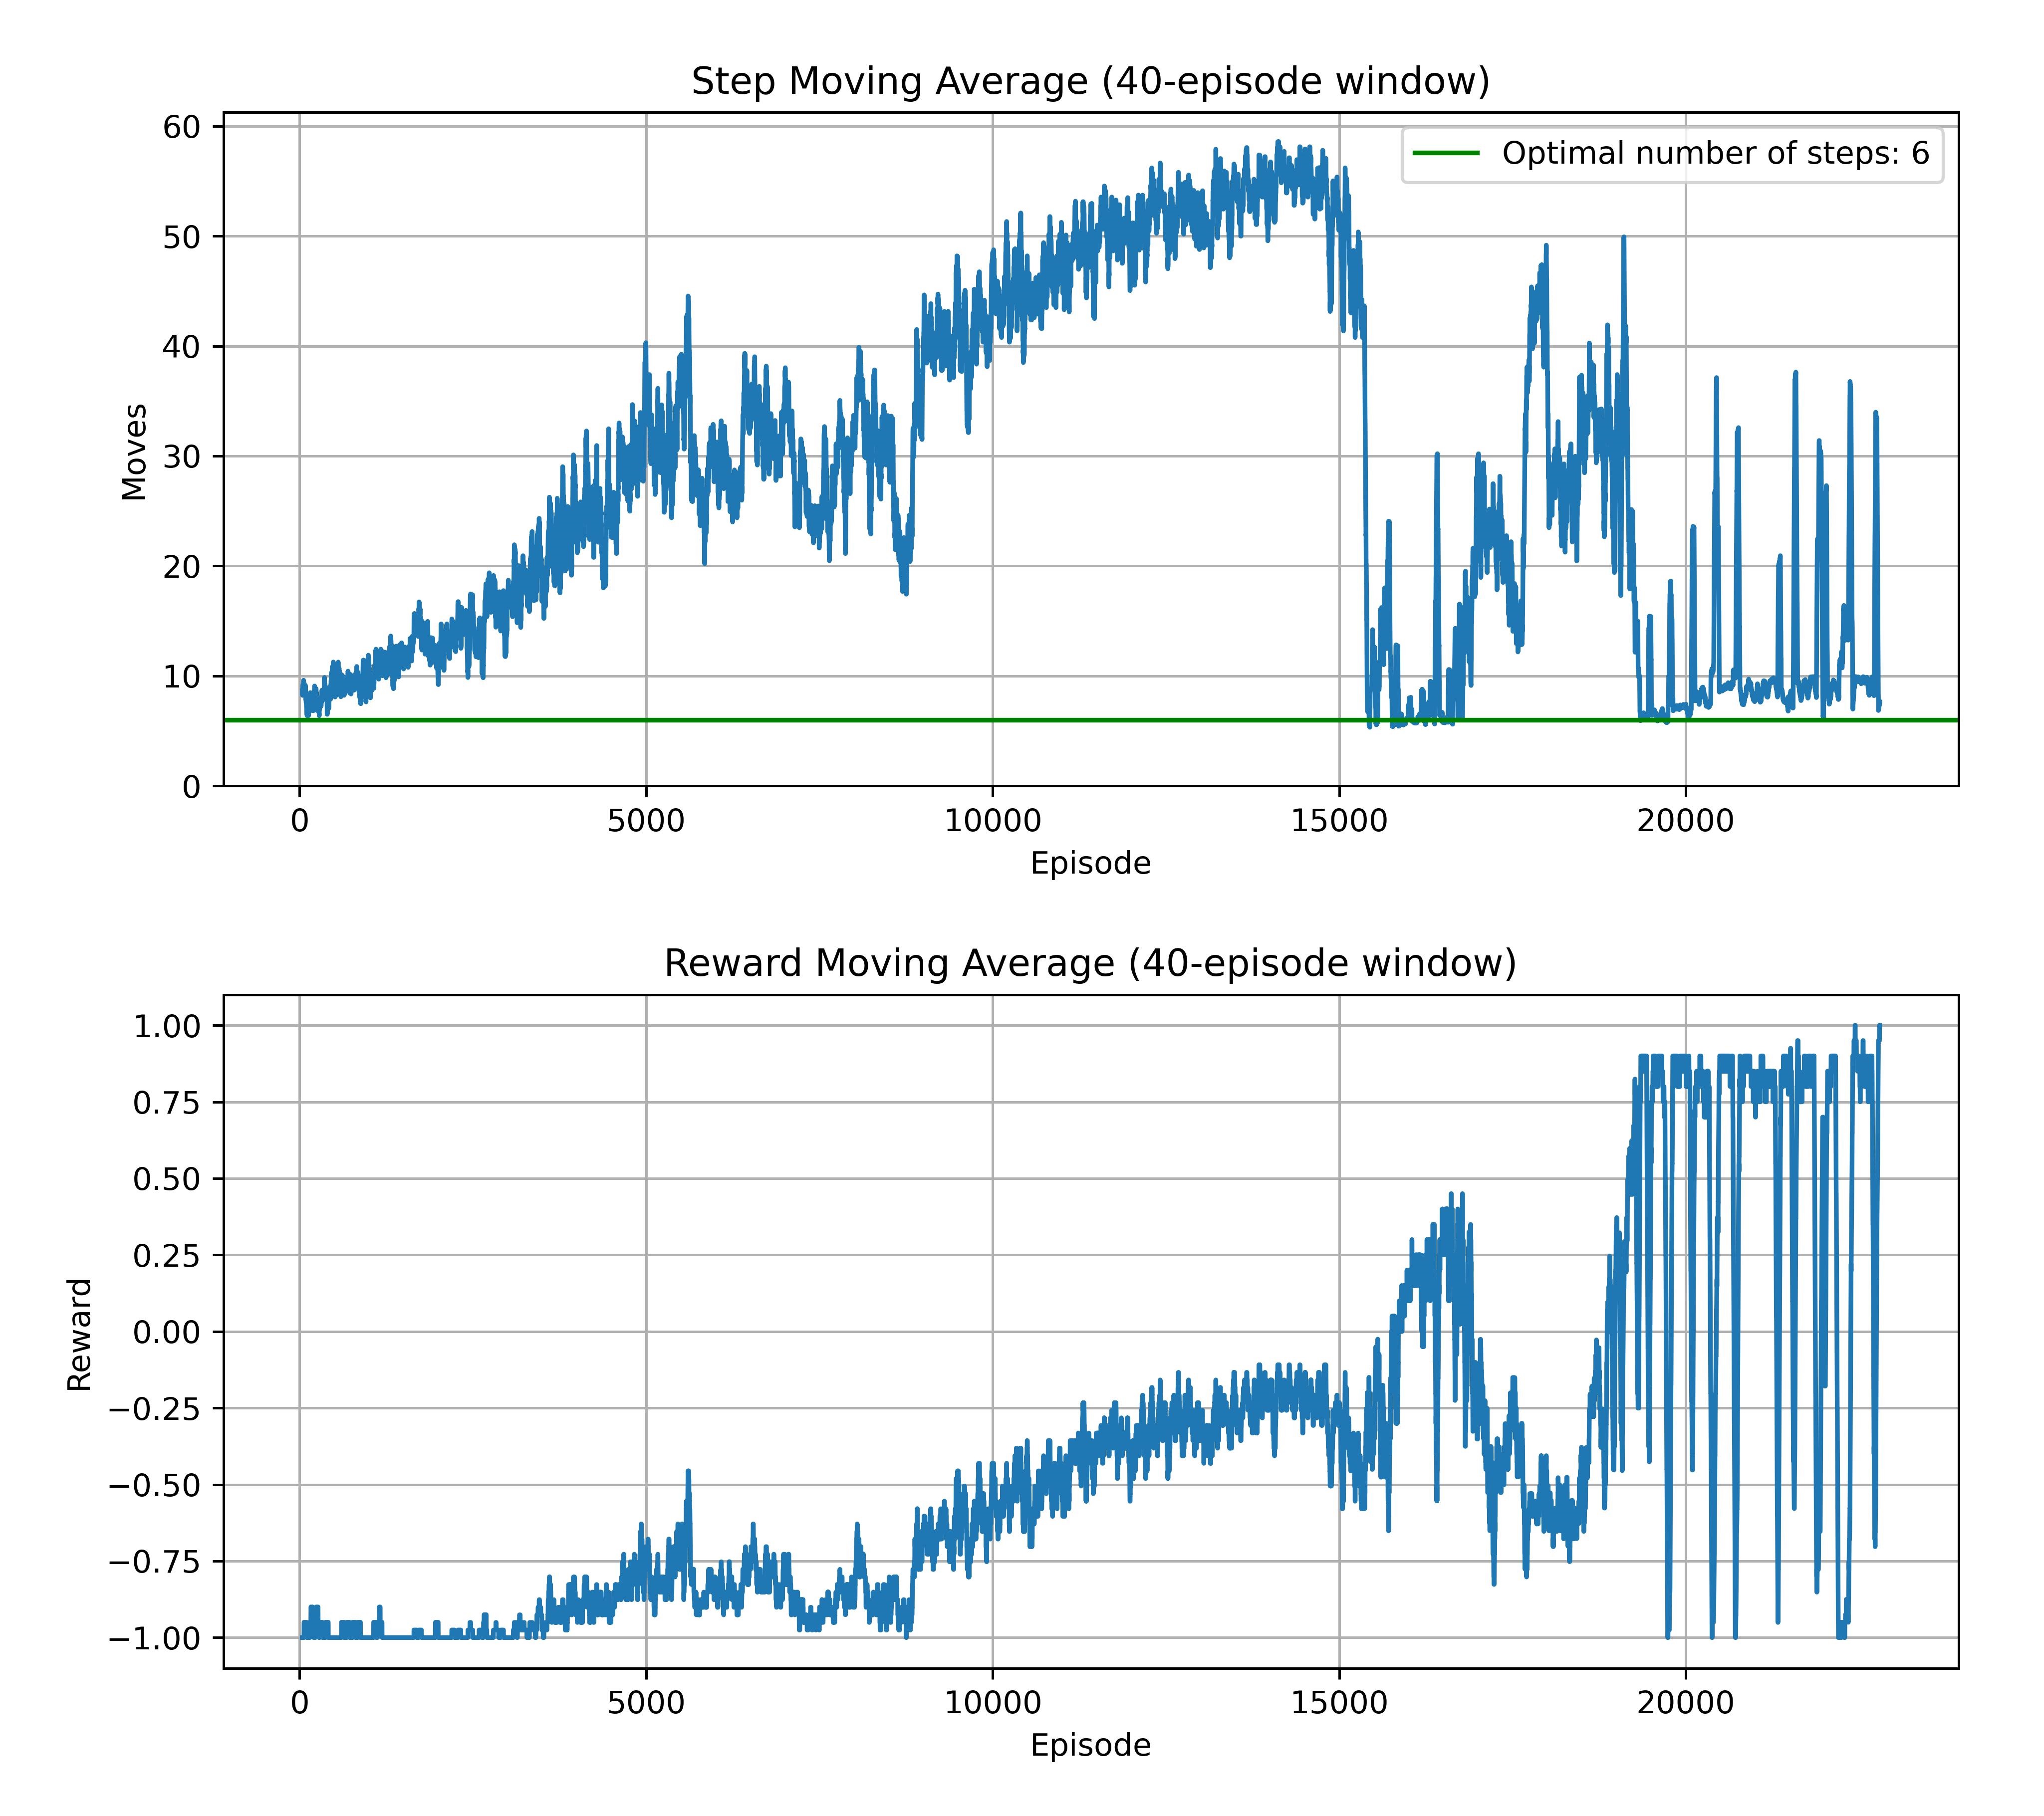 Step Moving Average (40-episode window)
60
50
40
30
20
10
0
Moves
Optimal number of steps: 6
0 5000 10000 15000 20000
Episode
Reward Moving Average (40-episode window)
1.00
0.75
0.50
0.25
0.00
−0.25
−0.50
−0.75
−1.00
Reward
0 5000 10000 15000 20000
Episode